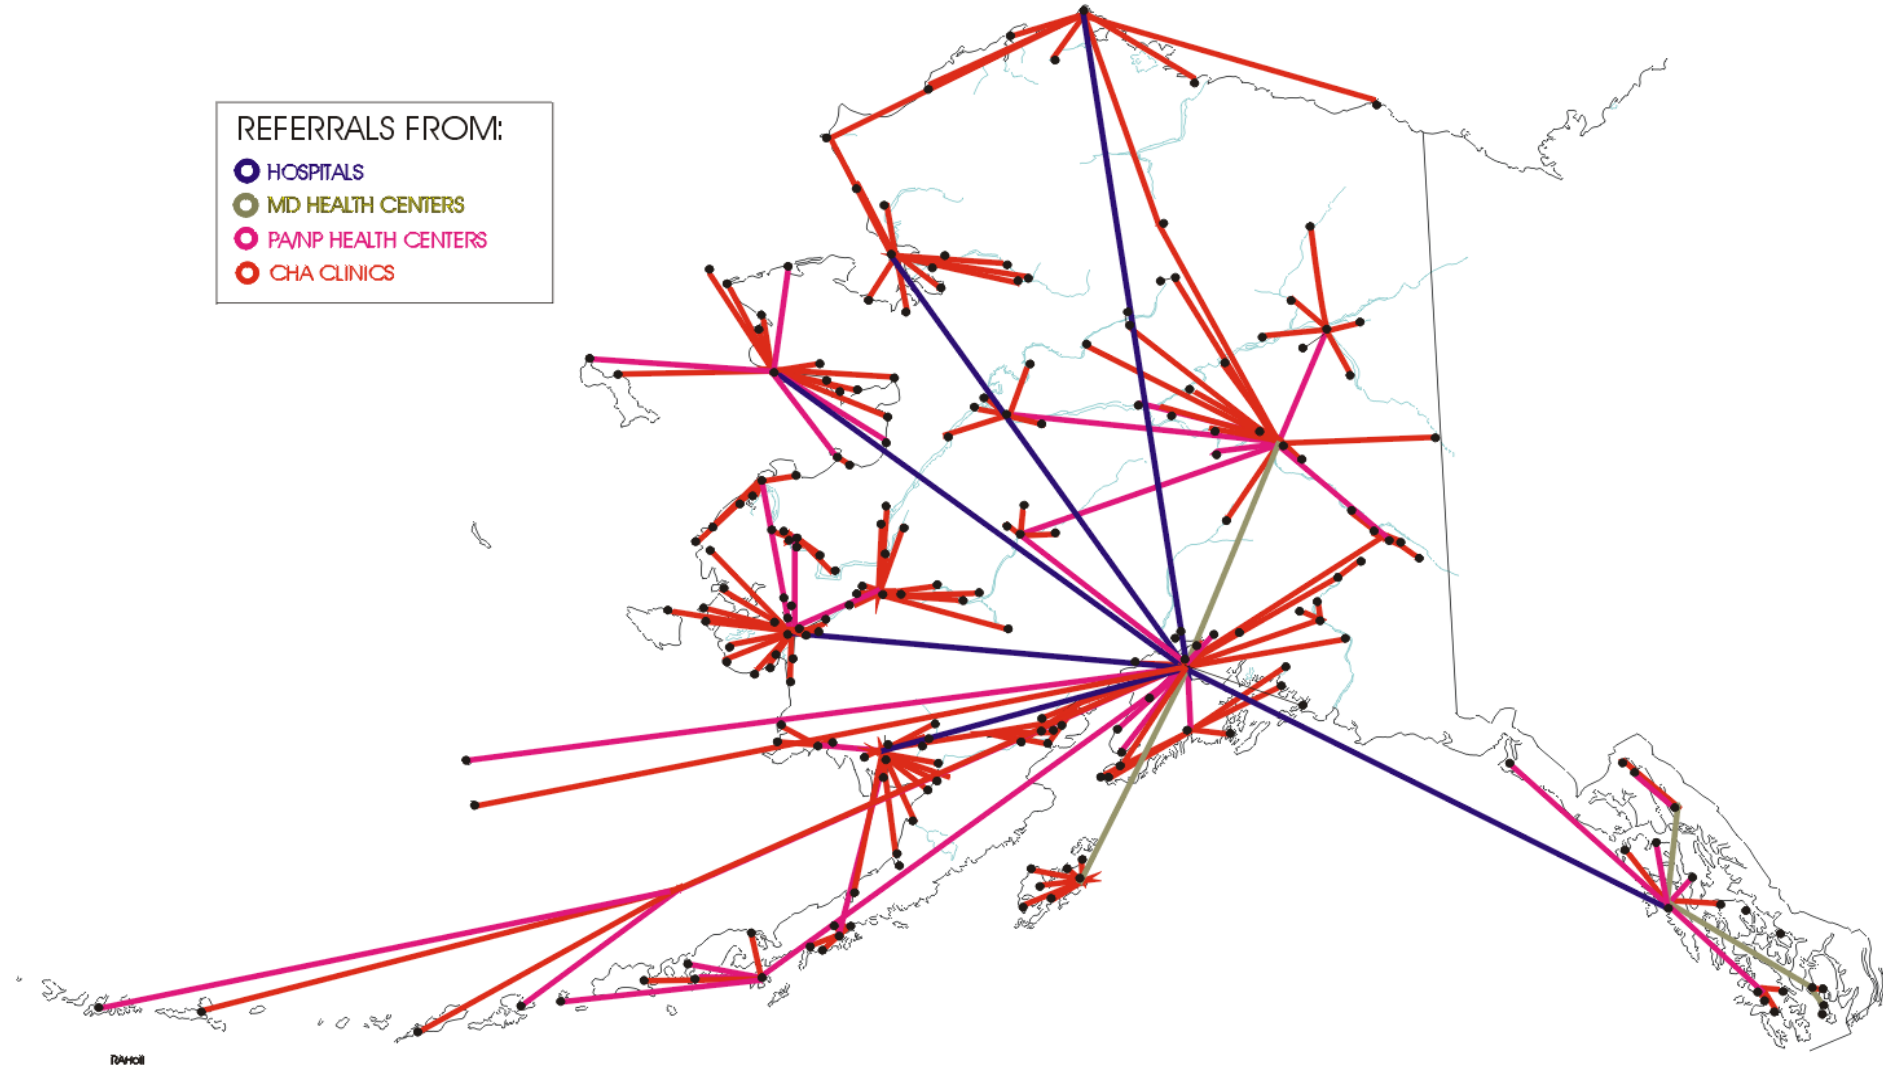 REFERRALS FROM:
HOSPITALS
MD HEALTH CENTERS
PA/NP HEALTH CENTERS
CHA CLINICS